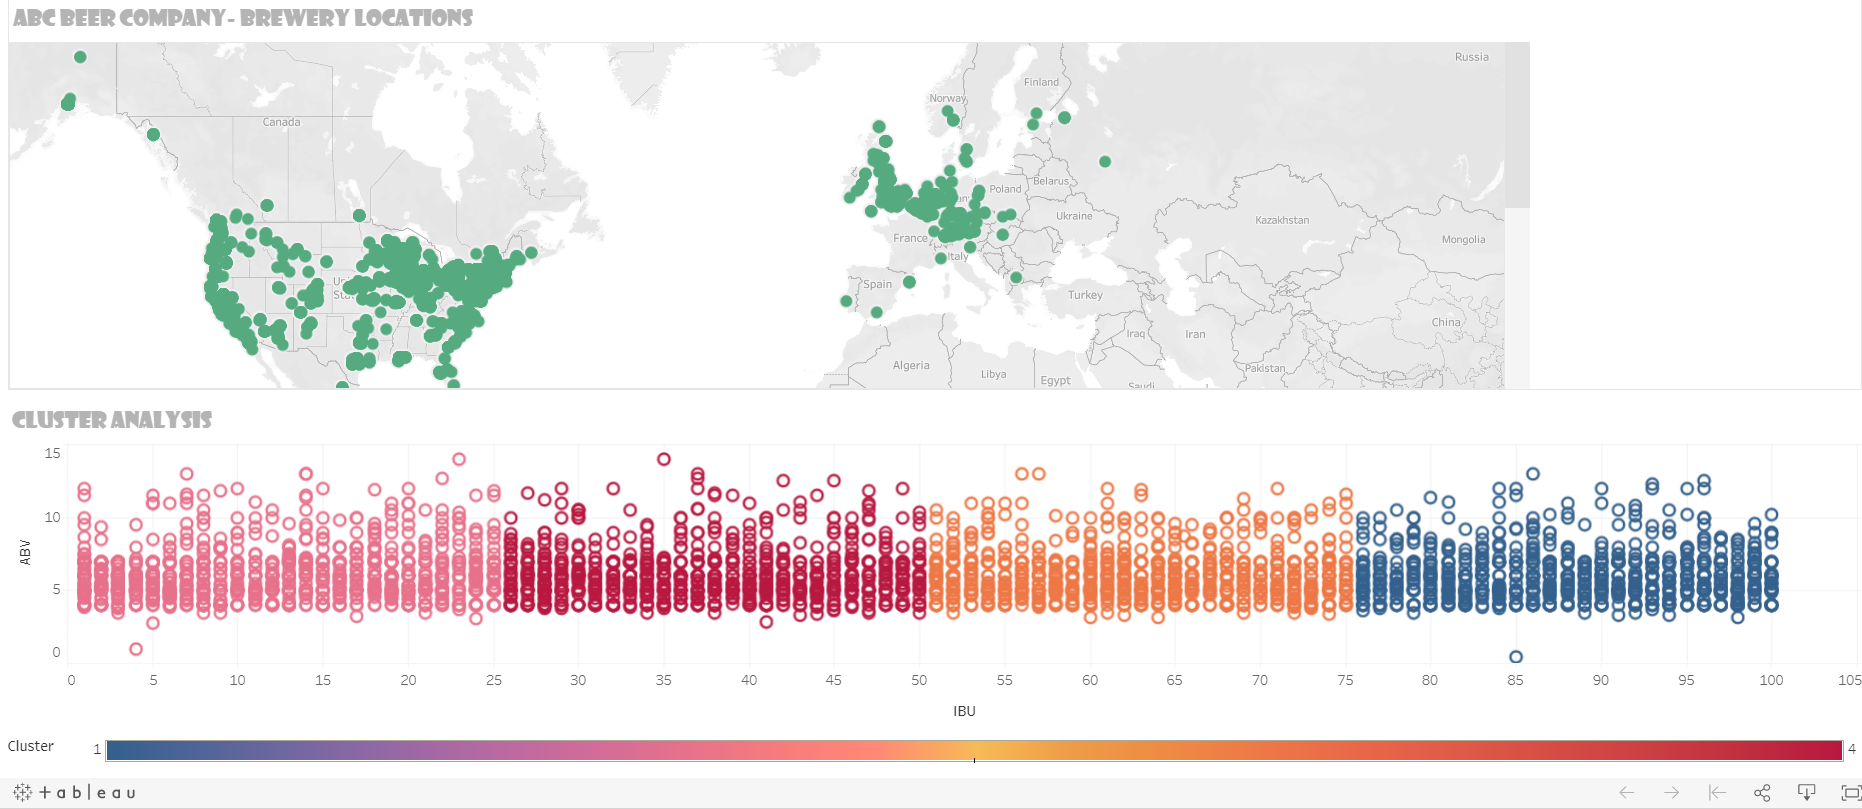 ABC BEER COMPANY- BREWERY LOCATIONS
Russia
Finland
Norway
Canada
Poland
Belarus
Ukraine
Kazakhstan
France
Mongolia
Italy
Spain
Turkey
China
Iraq
Iran
Algeria
Libya
Egypt
Pakistan
CLUSTER ANALYSIS
15
10
5
0
ABV
0 5 10 15 20 25 30 35 40 45 50 55 60 65 70 75 80 85 90 95 100 105
IBU
Cluster 1 4
+ableau